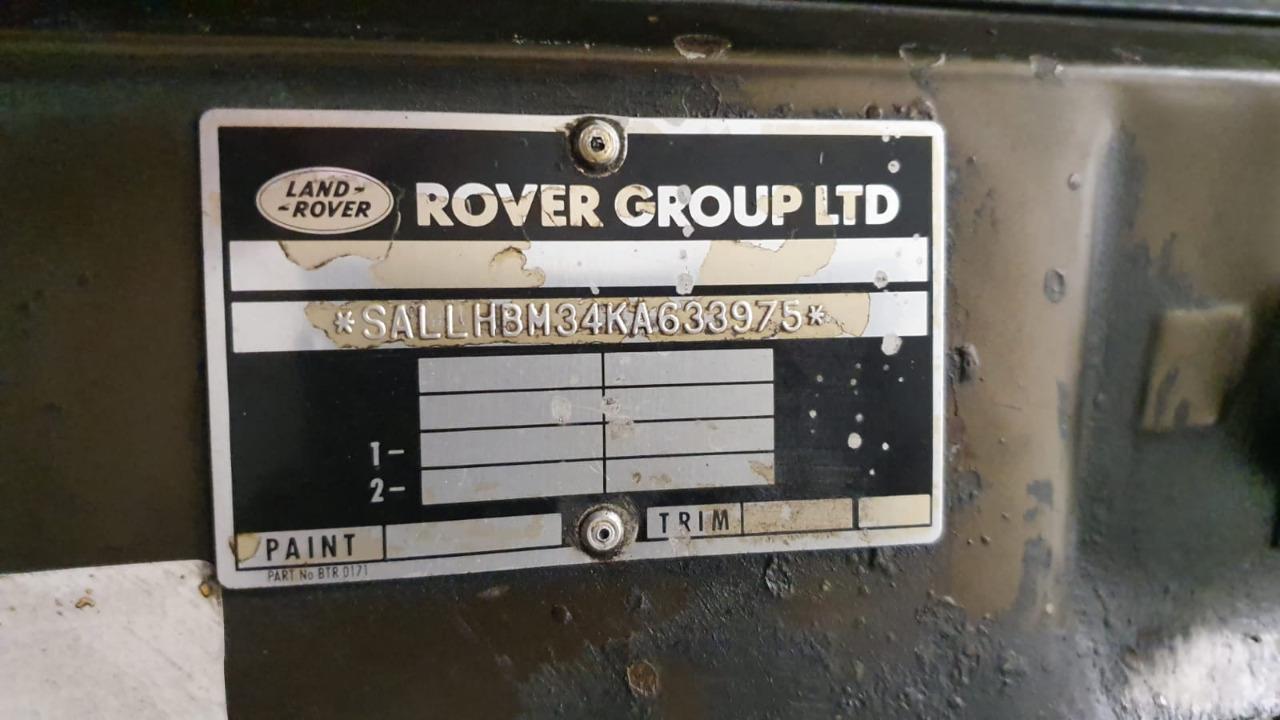 LAND-
-ROVER
ROVER GROUP LTD
*SALLHBM34KA633975*
1-
2-
PAINT
TRIM
PART No BTR 0171